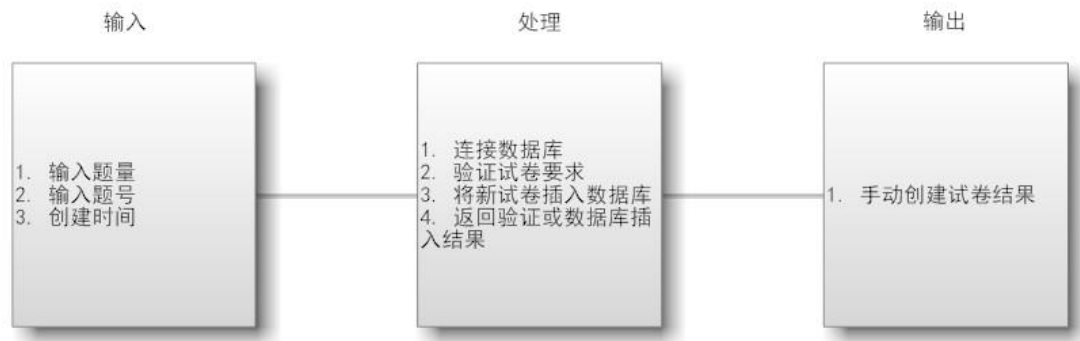 输入
处理
输出
1. 输入题量
2. 输入题号
3. 创建时间
1. 连接数据库
2. 验证试卷要求
3. 将新试卷插入数据库
4. 返回验证或数据库插
入结果
1. 手动创建试卷结果